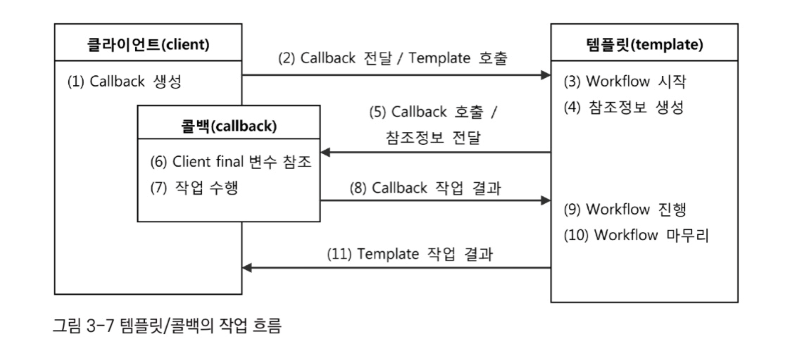 클라이언트(client)
(1) Callback 생성
(2) Callback 전달 / Template 호출
템플릿(template)
(3) Workflow 시작
(4) 참조정보 생성
(5) Callback 호출 /
참조정보 전달
콜백(callback)
(6) Client final 변수 참조
(7) 작업 수행
(8) Callback 작업 결과
(9) Workflow 진행
(10) Workflow 마무리
(11) Template 작업 결과
그림 3-7 템플릿/콜백의 작업 흐름